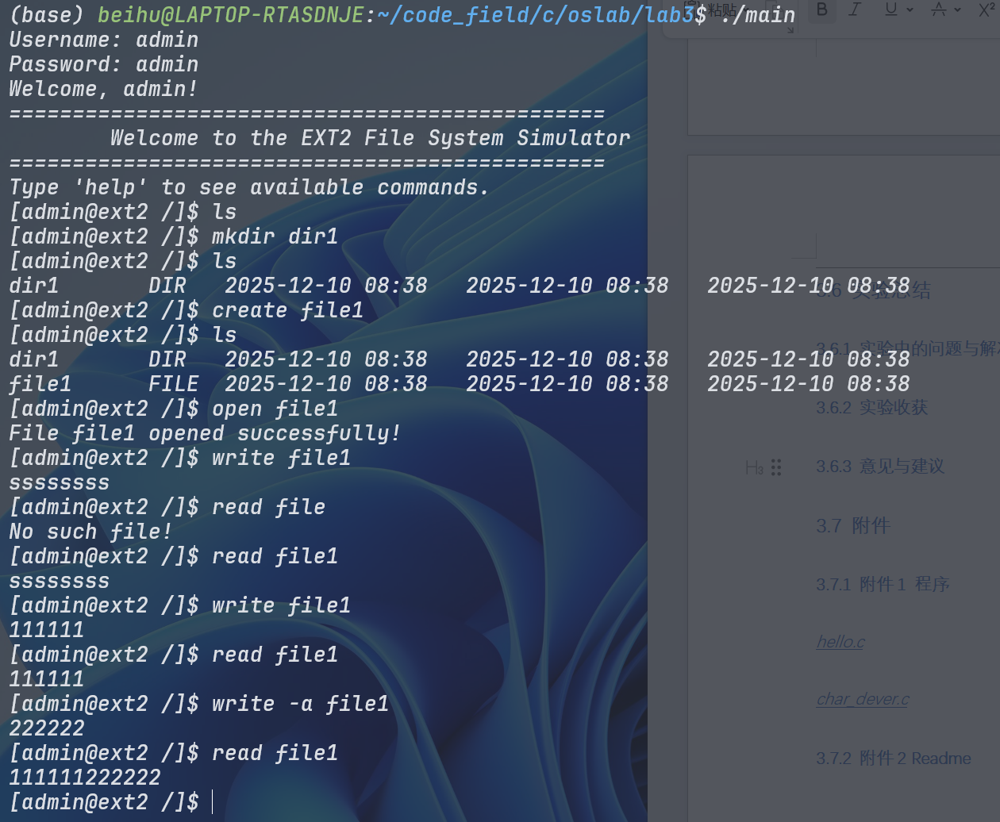 (base) beihu@LAPTOP-RTASDNJE:~/code_field/c/oslab/lab3$ ./main
Username: admin
Password: admin
Welcome, admin!
===============================================
        Welcome to the EXT2 File System Simulator
===============================================
Type 'help' to see available commands.
[admin@ext2 /]$ ls
[admin@ext2 /]$ mkdir dir1
[admin@ext2 /]$ ls
dir1       DIR   2025-12-10 08:38   2025-12-10 08:38   2025-12-10 08:38
[admin@ext2 /]$ create file1
[admin@ext2 /]$ ls
dir1       DIR   2025-12-10 08:38   2025-12-10 08:38   2025-12-10 08:38
file1      FILE  2025-12-10 08:38   2025-12-10 08:38   2025-12-10 08:38
[admin@ext2 /]$ open file1
File file1 opened successfully!
[admin@ext2 /]$ write file1
ssssssss
[admin@ext2 /]$ read file
No such file!
[admin@ext2 /]$ read file1
ssssssss
[admin@ext2 /]$ write file1
111111
[admin@ext2 /]$ read file1
111111
[admin@ext2 /]$ write -a file1
222222
[admin@ext2 /]$ read file1
111111222222
[admin@ext2 /]$
粘贴
B I U A X²
3.6 实验总结
3.6.1 实验中的问题与解
3.6.2 实验收获
H3
3.6.3 意见与建议
3.7 附件
3.7.1 附件 1 程序
hello.c
char_dever.c
3.7.2 附件 2 Readme